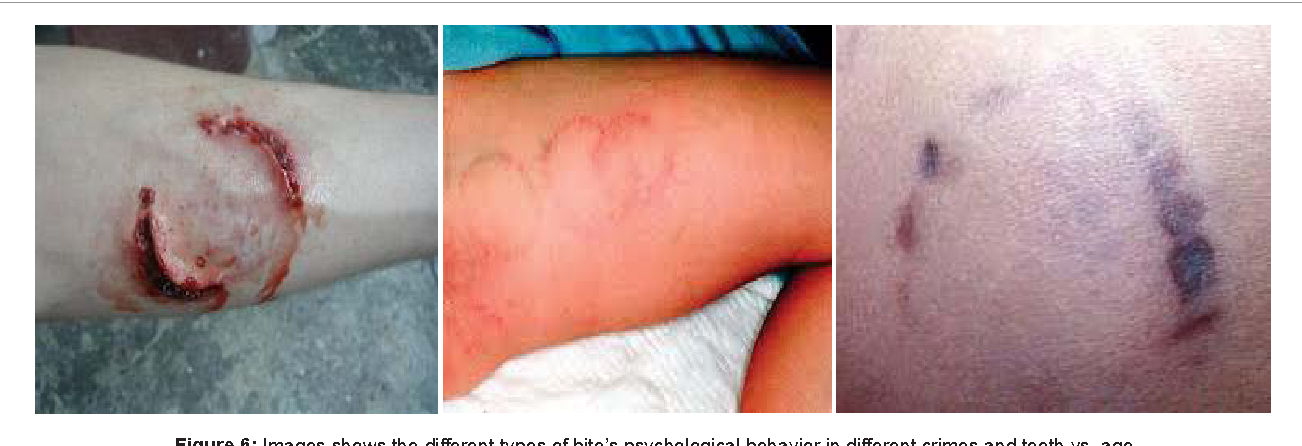 Figure 6: Images shows the different types of bite's psychological behavior in different crimes and teeth vs. age